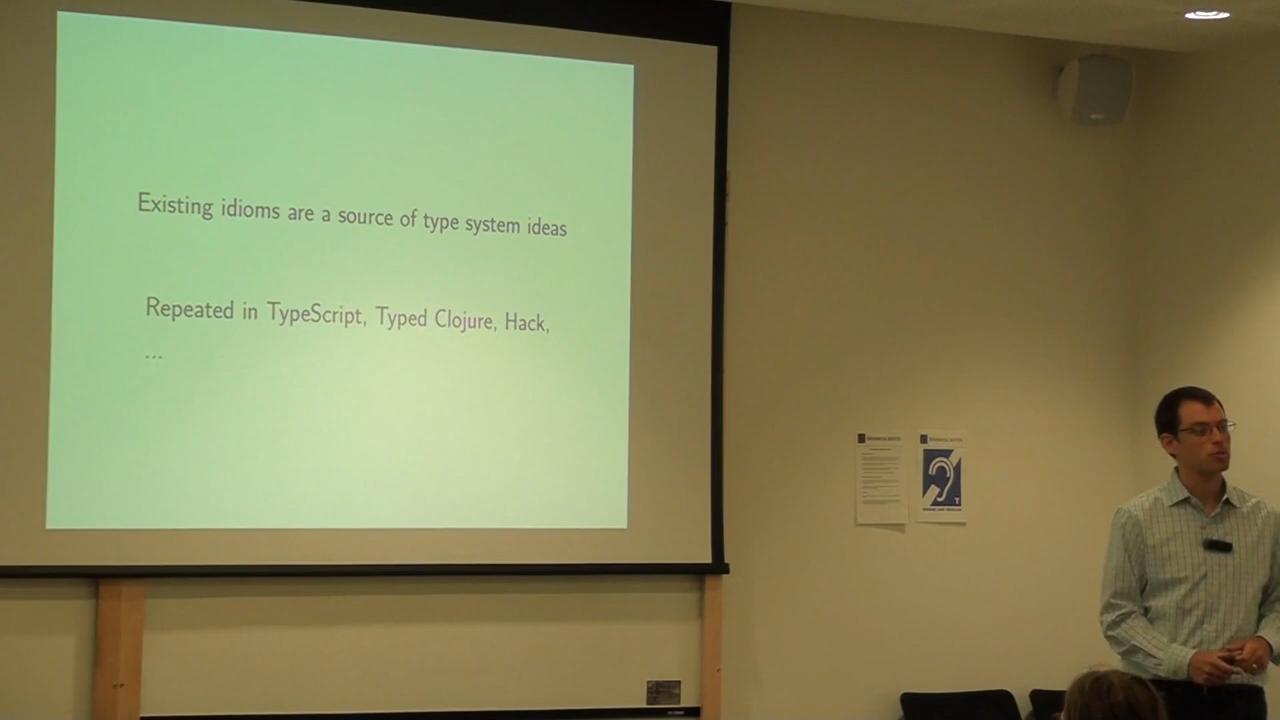 Existing idioms are a source of type system ideas
Repeated in TypeScript, Typed Clojure, Hack,
...